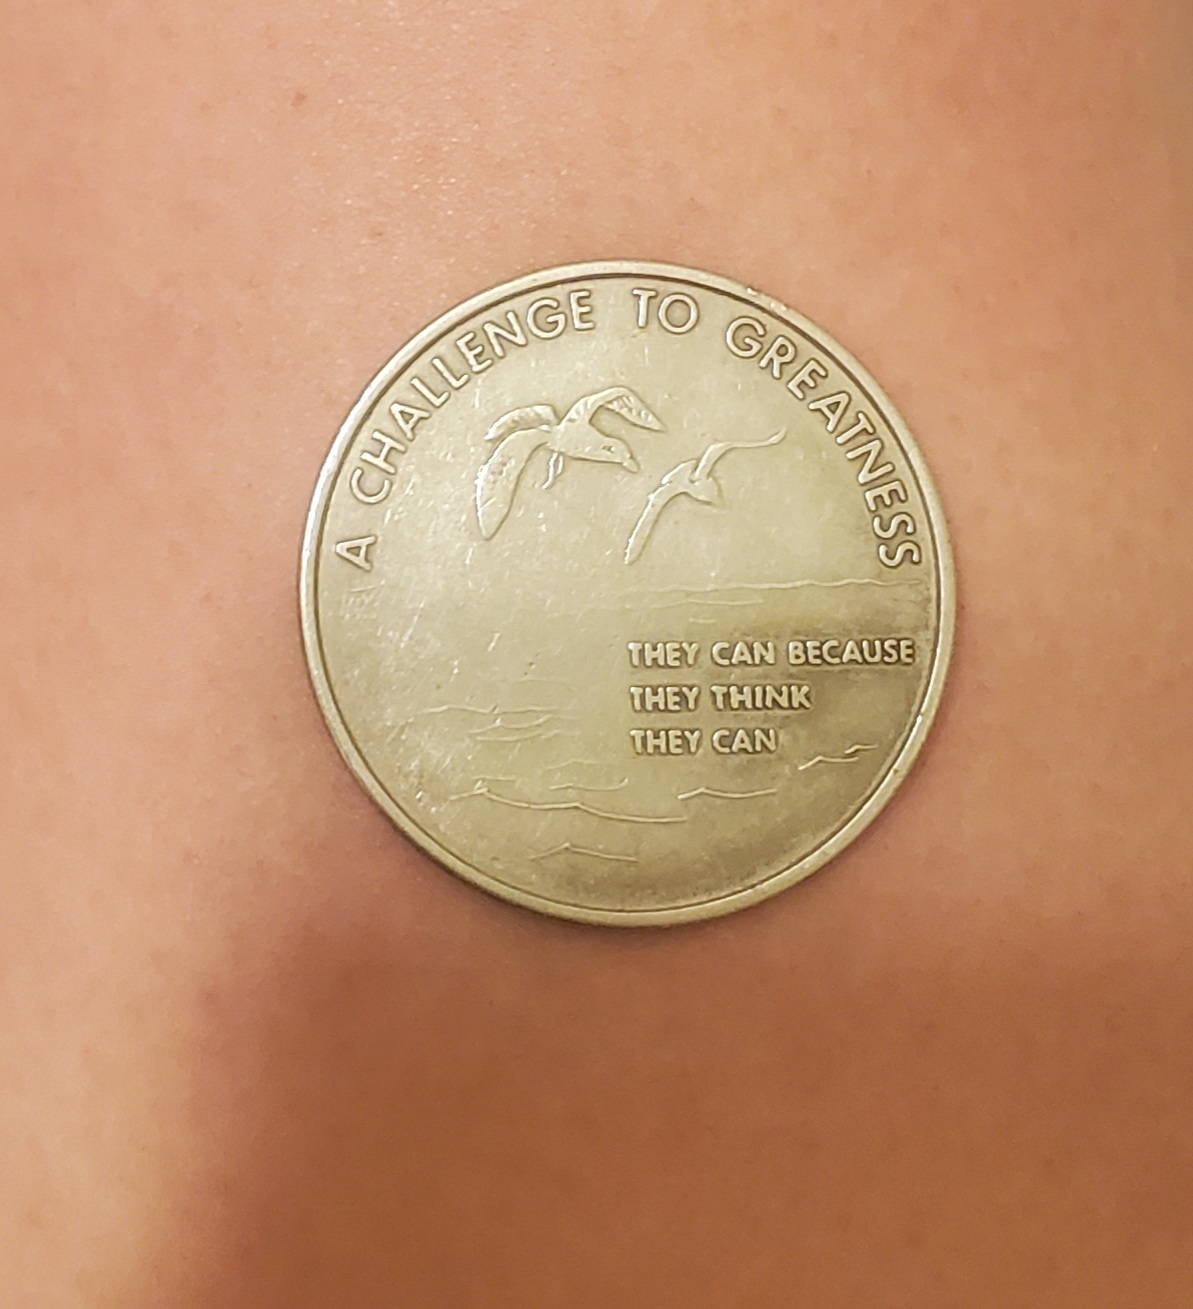 A CHALLENGE TO GREATNESS
THEY CAN BECAUSE
THEY THINK
THEY CAN